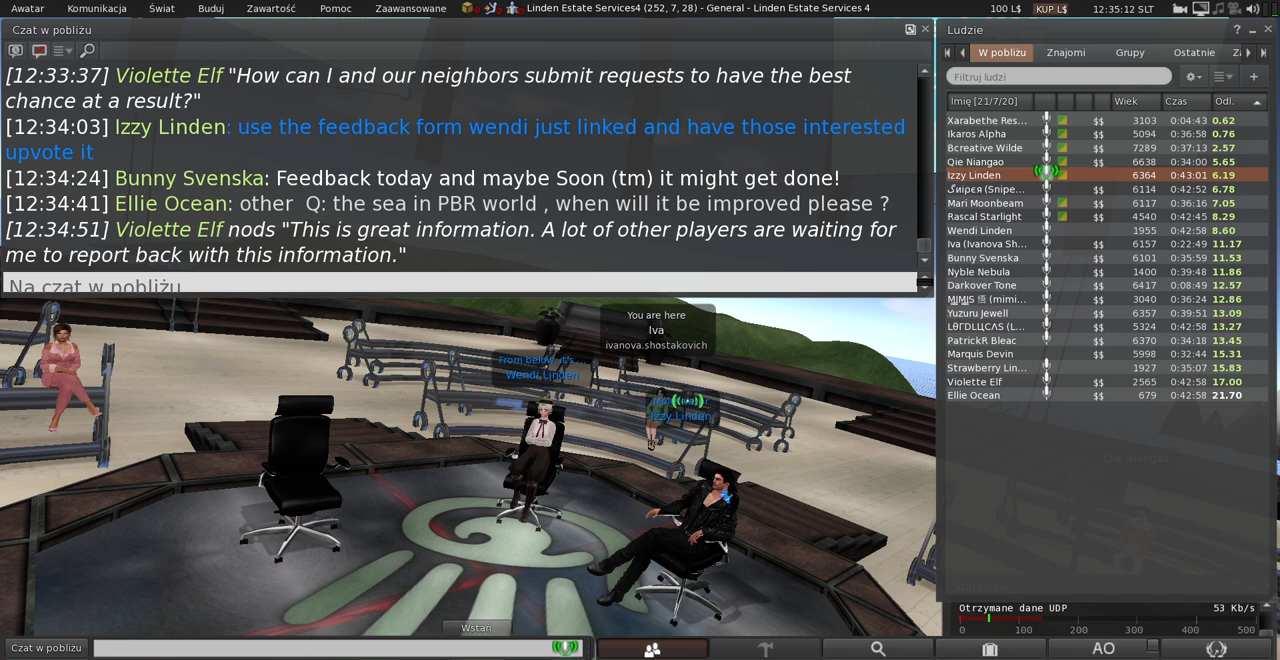 Awatar Komunikacja Świat Buduj Zawartość Pomoc Zaawansowane Linden Estate Services4 (252, 7, 28) - General - Linden Estate Services 4 100 L$ KUP L$ 12:35:12 SLT
Czat w pobliżu
[12:33:37] Violette Elf "How can I and our neighbors submit requests to have the best
chance at a result?"
[12:34:03] Izzy Linden: use the feedback form wendi just linked and have those interested
upvote it
[12:34:24] Bunny Svenska: Feedback today and maybe Soon (tm) it might get done!
[12:34:41] Ellie Ocean: other Q: the sea in PBR world , when will it be improved please ?
[12:34:51] Violette Elf nods "This is great information. A lot of other players are waiting for
me to report back with this information."
Na czat w pobliżu
You are here
Iva
ivanova.shostakovich
From below, it's...
Wendi Linden
Izzy Linden
Wstań
Czat w pobliżu
Ludzie
W pobliżu Znajomi Grupy Ostatnie
Filtruj ludzi
Imię [21/7/20] Wiek Czas Odl.
Xarabethe Res... $$ 3103 0:04:43 0.62
Ikaros Alpha $$ 5094 0:36:58 0.76
Bcreative Wilde $$ 7289 0:37:13 2.57
Qie Niangao $$ 6638 0:34:00 5.65
Izzy Linden 6364 0:43:01 6.19
(Snipe... $$ 6114 0:42:52 6.78
Mari Moonbeam $$ 6117 0:36:16 7.05
Rascal Starlight $$ 4540 0:42:45 8.29
Wendi Linden 1955 0:42:58 8.60
Iva (Ivanova Sh... $$ 6157 0:22:49 11.17
Bunny Svenska $$ 6101 0:35:59 11.53
Nyble Nebula $$ 1400 0:39:48 11.86
Darkover Tone $$ 6417 0:08:49 12.57
(mimi... $$ 3040 0:36:24 12.86
Yuzuru Jewell $$ 6357 0:39:51 13.09
(L... $$ 5324 0:42:58 13.27
PatrickR Bleac $$ 6370 0:34:18 13.45
Marquis Devin $$ 5998 0:32:44 15.31
Strawberry Lin... 1927 0:35:07 15.83
Violette Elf $$ 2565 0:42:58 17.00
Ellie Ocean $$ 679 0:42:58 21.70
Qie Niangao
Otrzymane dane UDP 53 Kb/s
0 100 200 300 400 500
AO